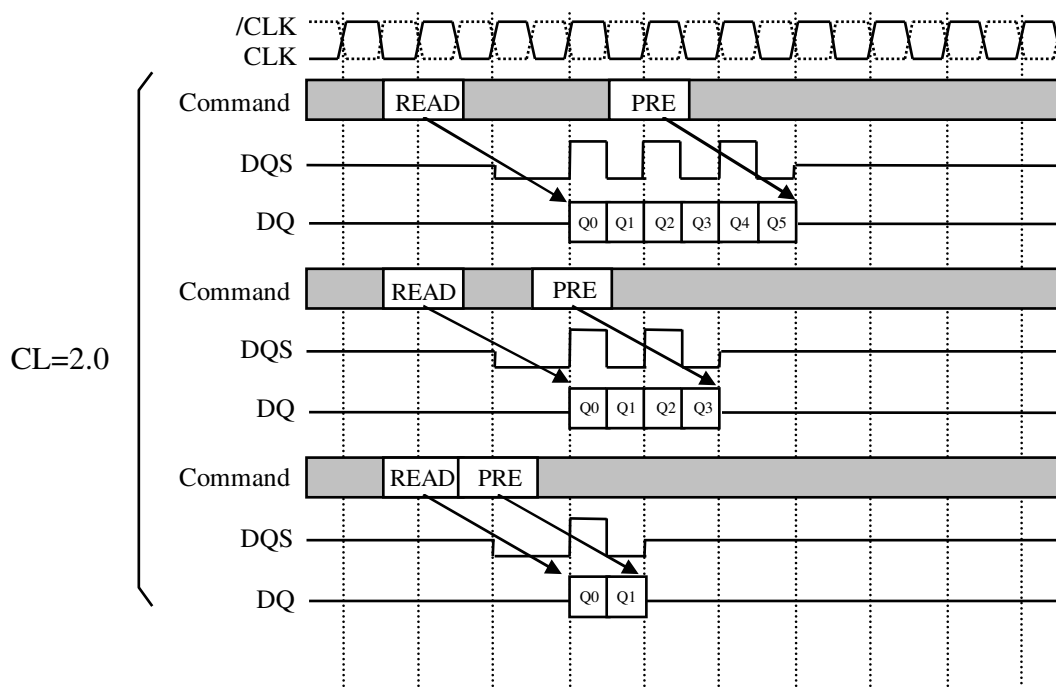 /CLK
CLK
Command READ PRE
DQS
DQ Q0 Q1 Q2 Q3 Q4 Q5
Command READ PRE
CL=2.0
DQS
DQ Q0 Q1 Q2 Q3
Command READ PRE
DQS
DQ Q0 Q1